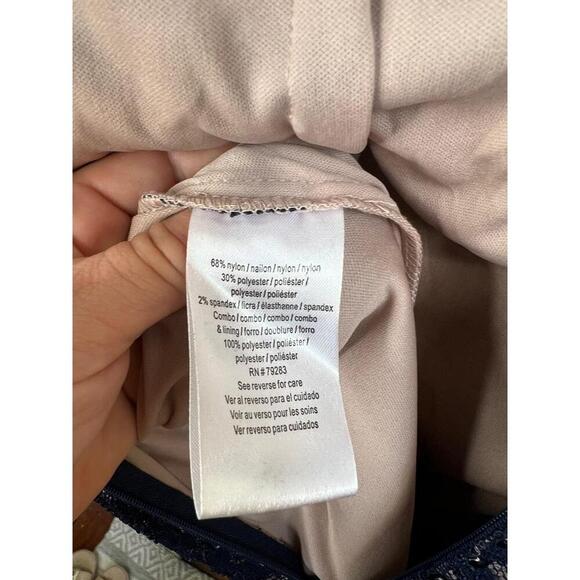 68% nylon / nailon / nylon / nylon
30% polyester / poliéster /
polyester / poliéster
2% spandex / licra / élasthanne / spandex
Combo / combo / combo / combo
& lining / forro / doublure / forro
100% polyester / poliéster /
polyester / poliéster
RN # 79283
See reverse for care
Ver al reverso para el cuidado
Voir au verso pour les soins
Ver reverso para cuidados